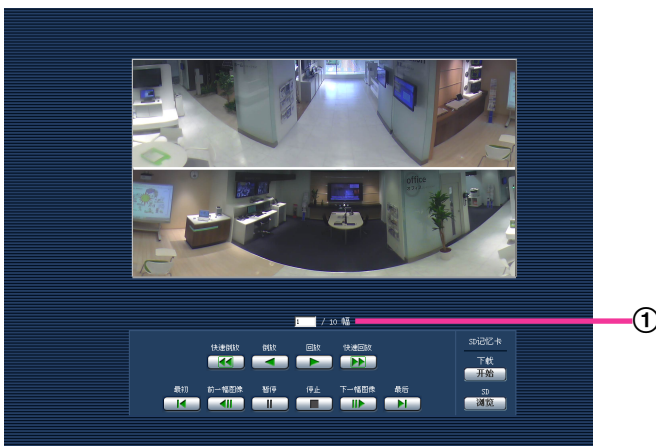 office
1 / 10 幅
①
快速倒放 倒放 回放 快速回放
最初 前一幅图像 暂停 停止 下一幅图像 最后
SD记忆卡
下载
开始
SD
浏览